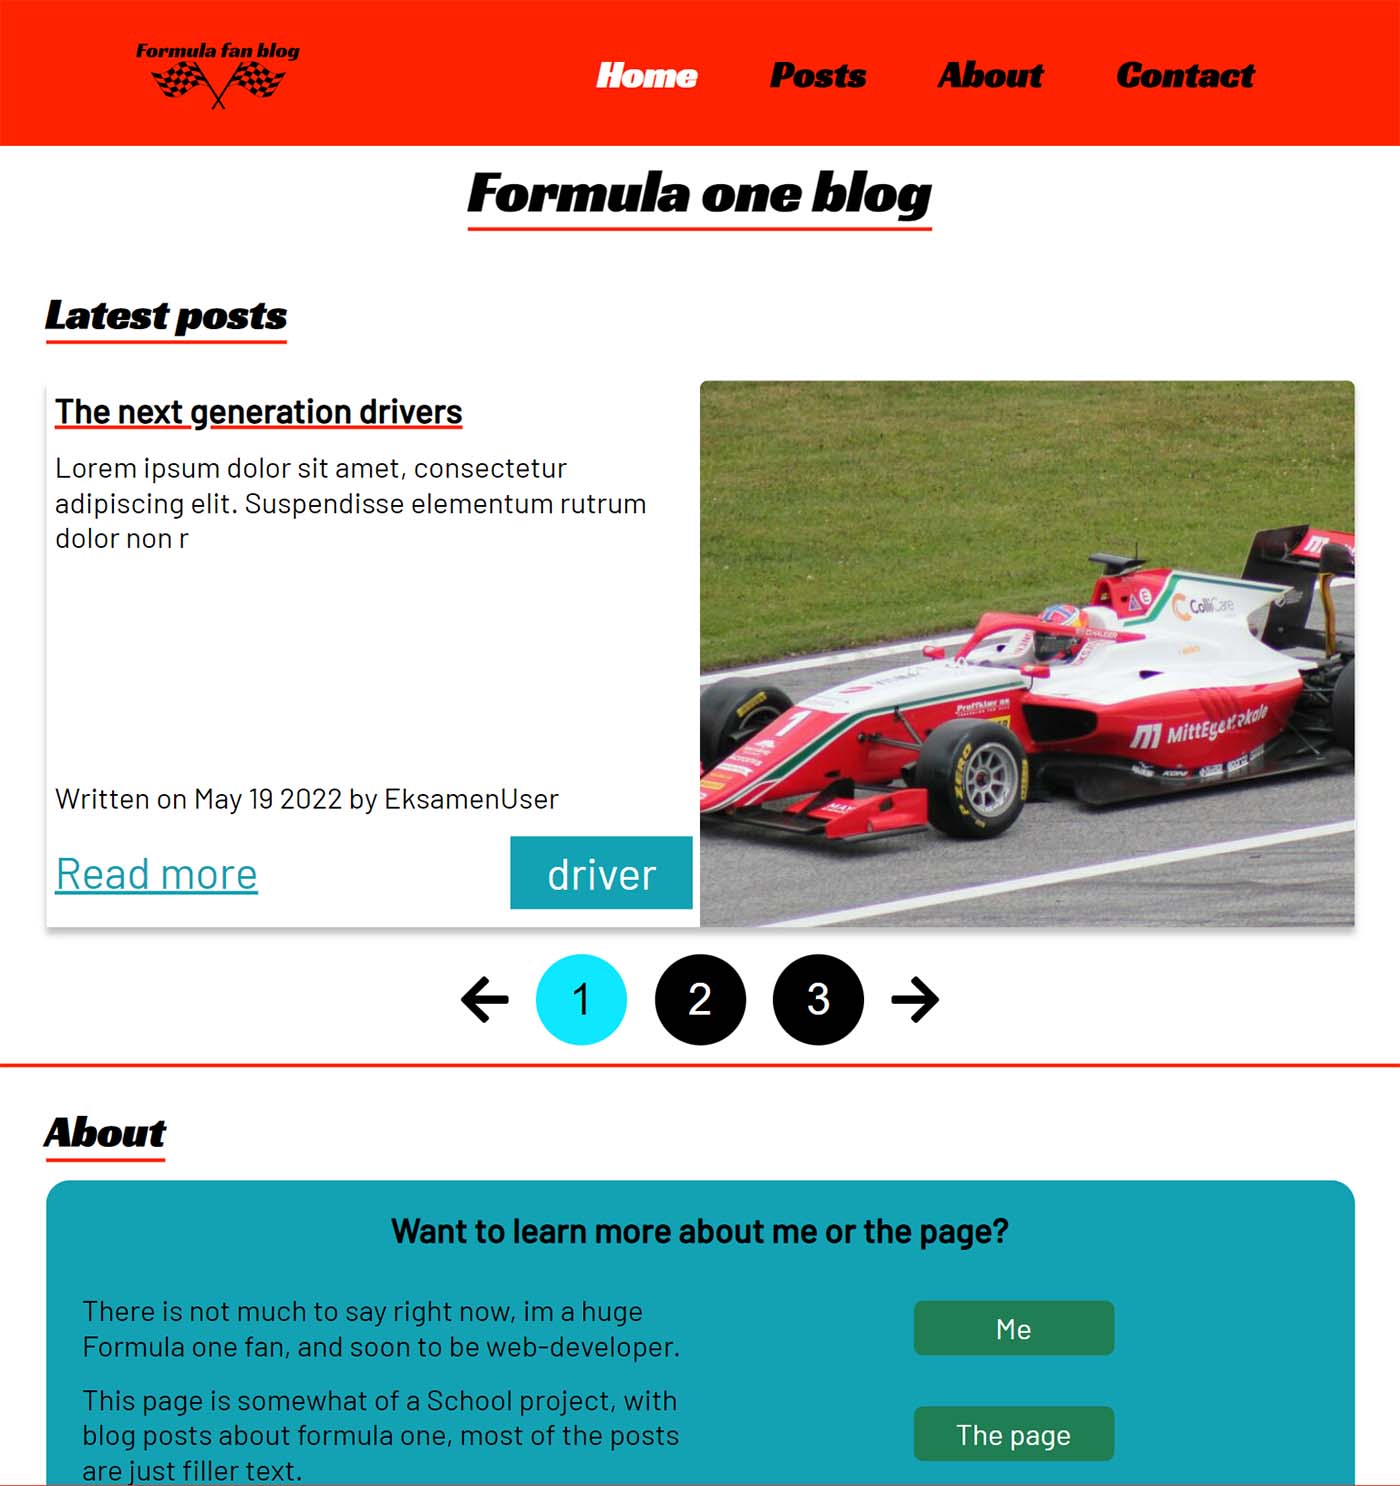 Formula fan blog
Home Posts About Contact
Formula one blog
Latest posts
The next generation drivers
Lorem ipsum dolor sit amet, consectetur
adipiscing elit. Suspendisse elementum rutrum
dolor non r
Written on May 19 2022 by EksamenUser
Read more
driver
ColliCare
1
P ZERO
1 2 3
About
Want to learn more about me or the page?
There is not much to say right now, im a huge
Formula one fan, and soon to be web-developer.
Me
This page is somewhat of a School project, with
blog posts about formula one, most of the posts
are just filler text.
The page